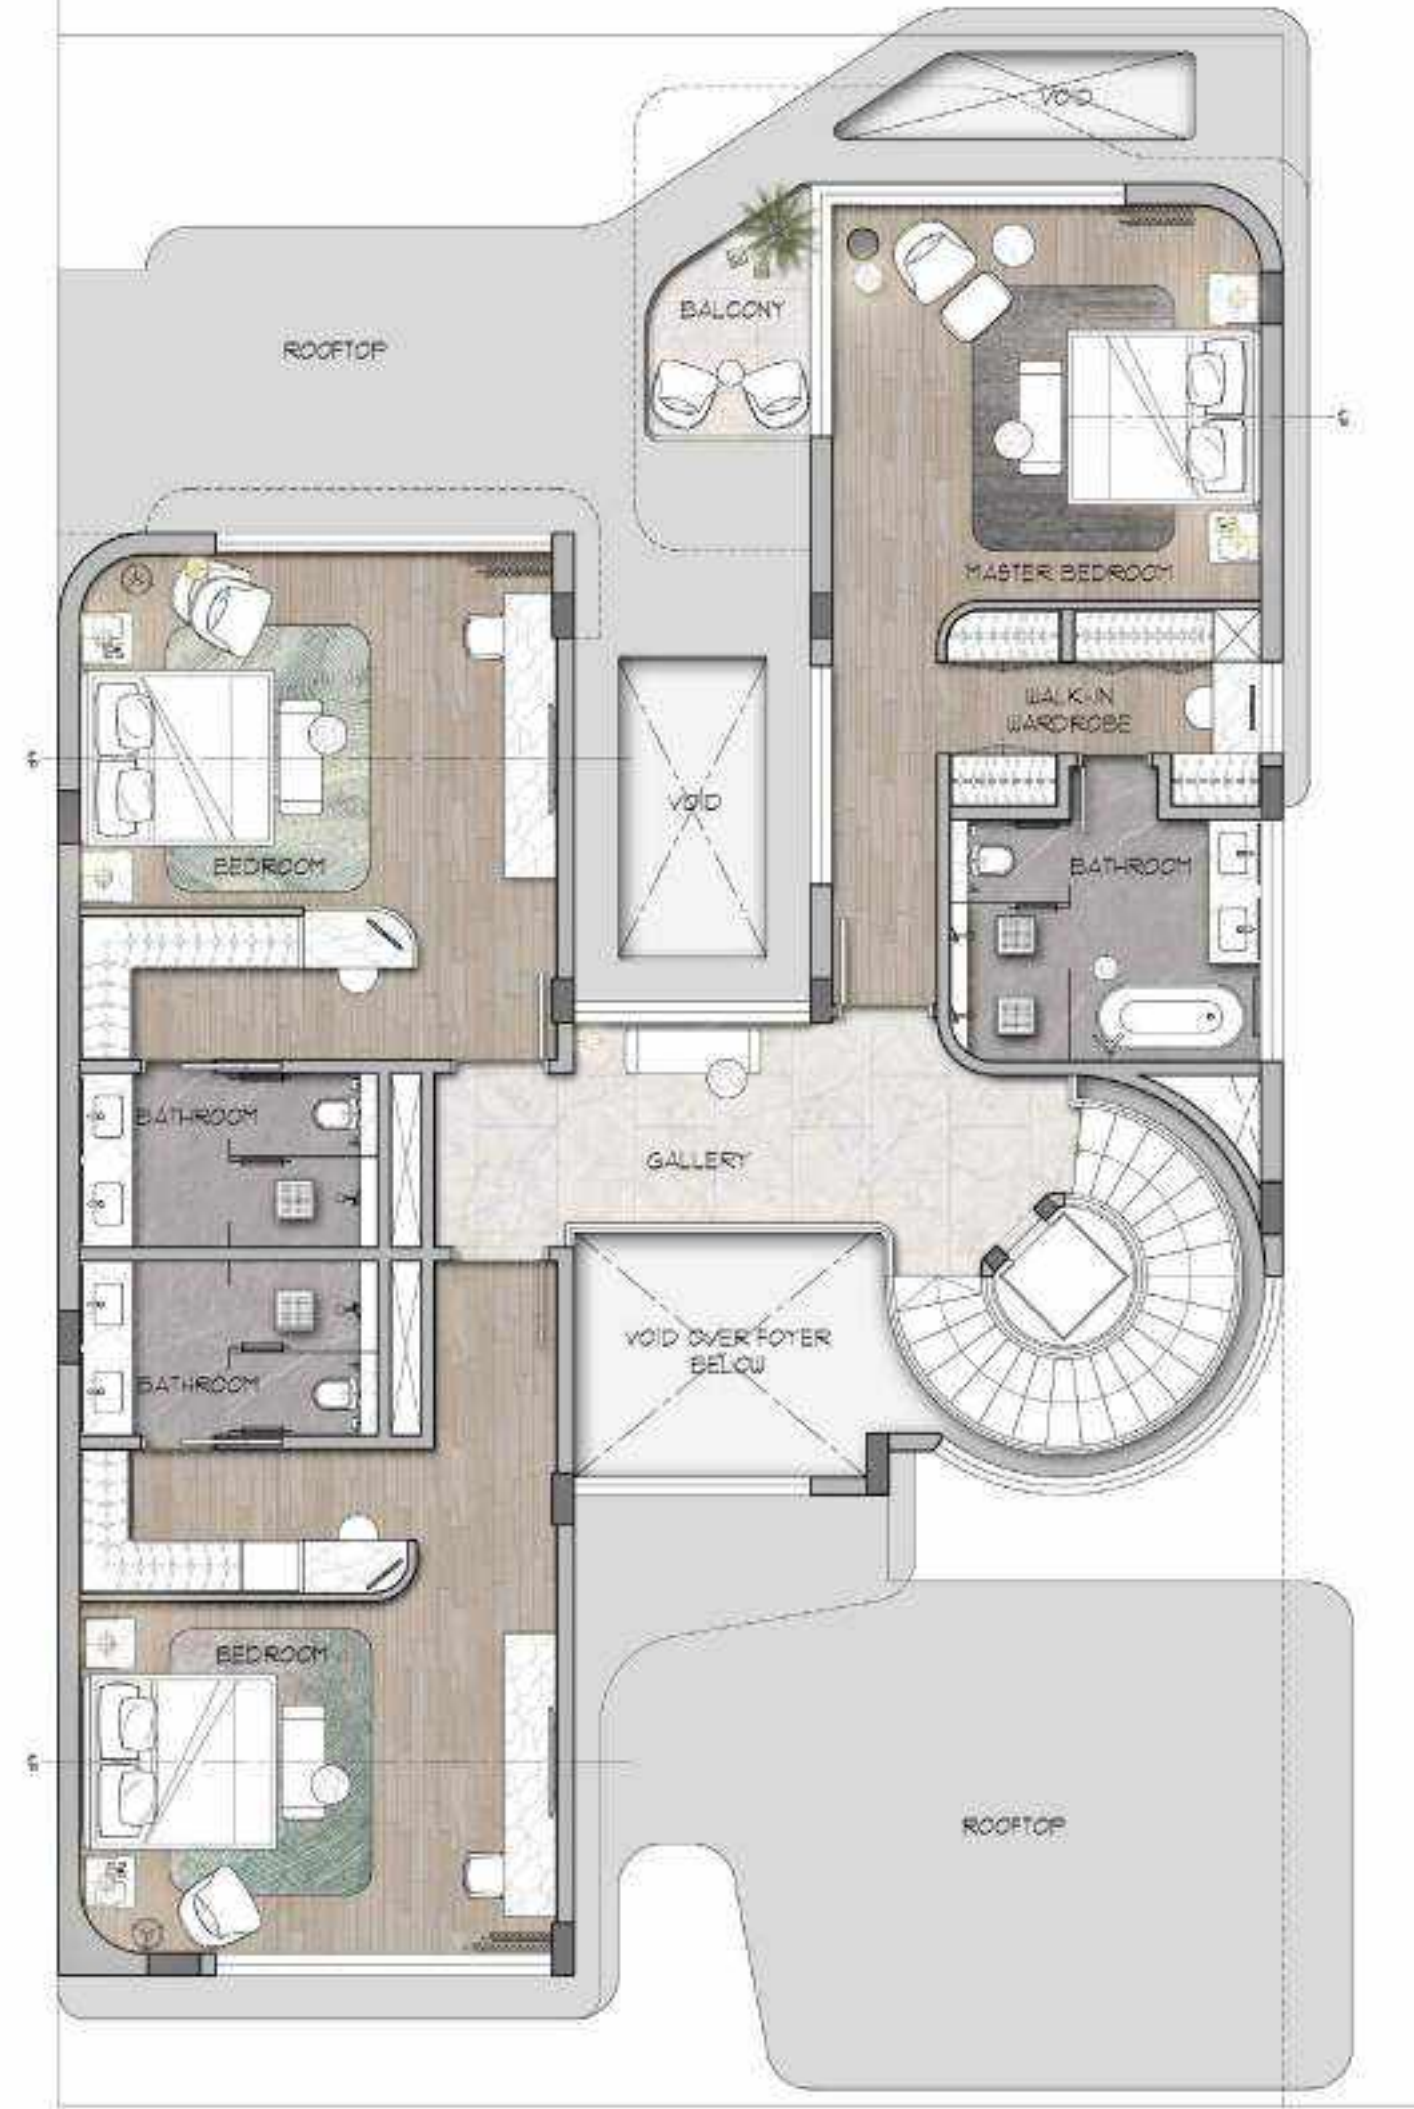 VOID
BALCONY
ROOFTOP
MASTER BEDROOM
WALK-IN
WARDROBE
VOID
BEDROOM
BATHROOM
BATHROOM
GALLERY
VOID OVER FOYER
BELOW
BATHROOM
BEDROOM
ROOFTOP